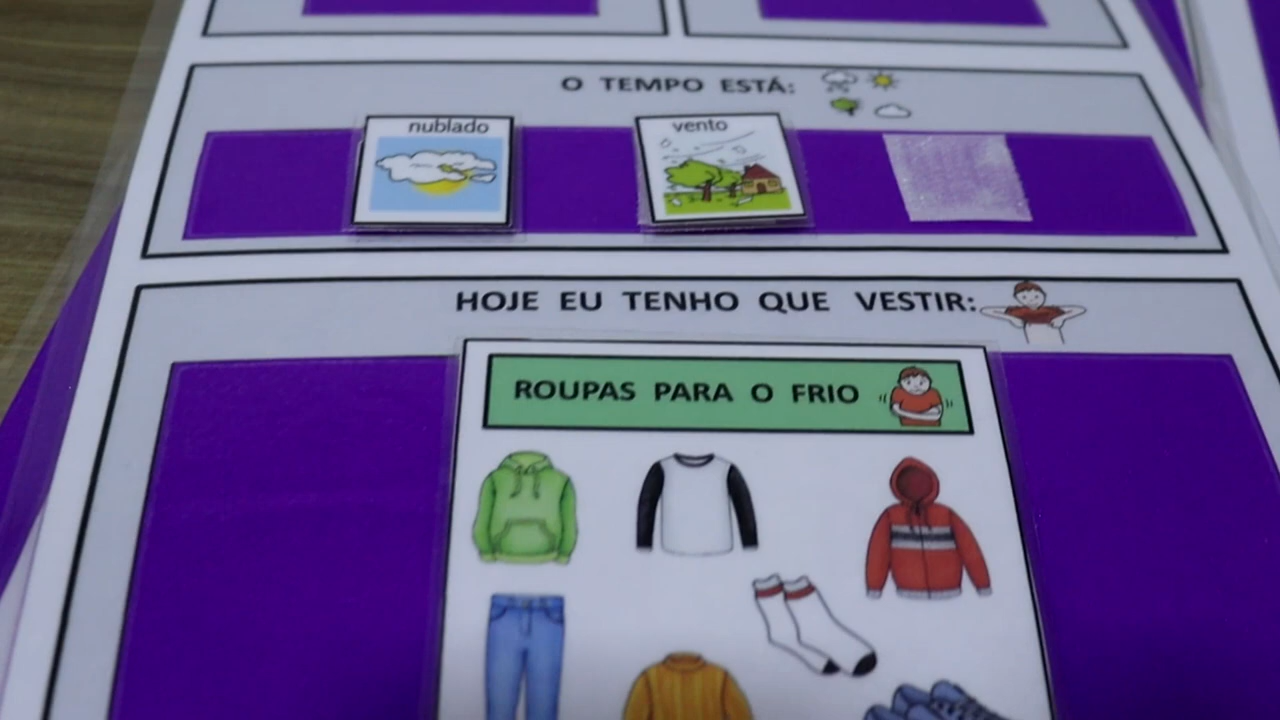 O TEMPO ESTÁ:
nublado
vento
HOJE EU TENHO QUE VESTIR:
ROUPAS PARA O FRIO